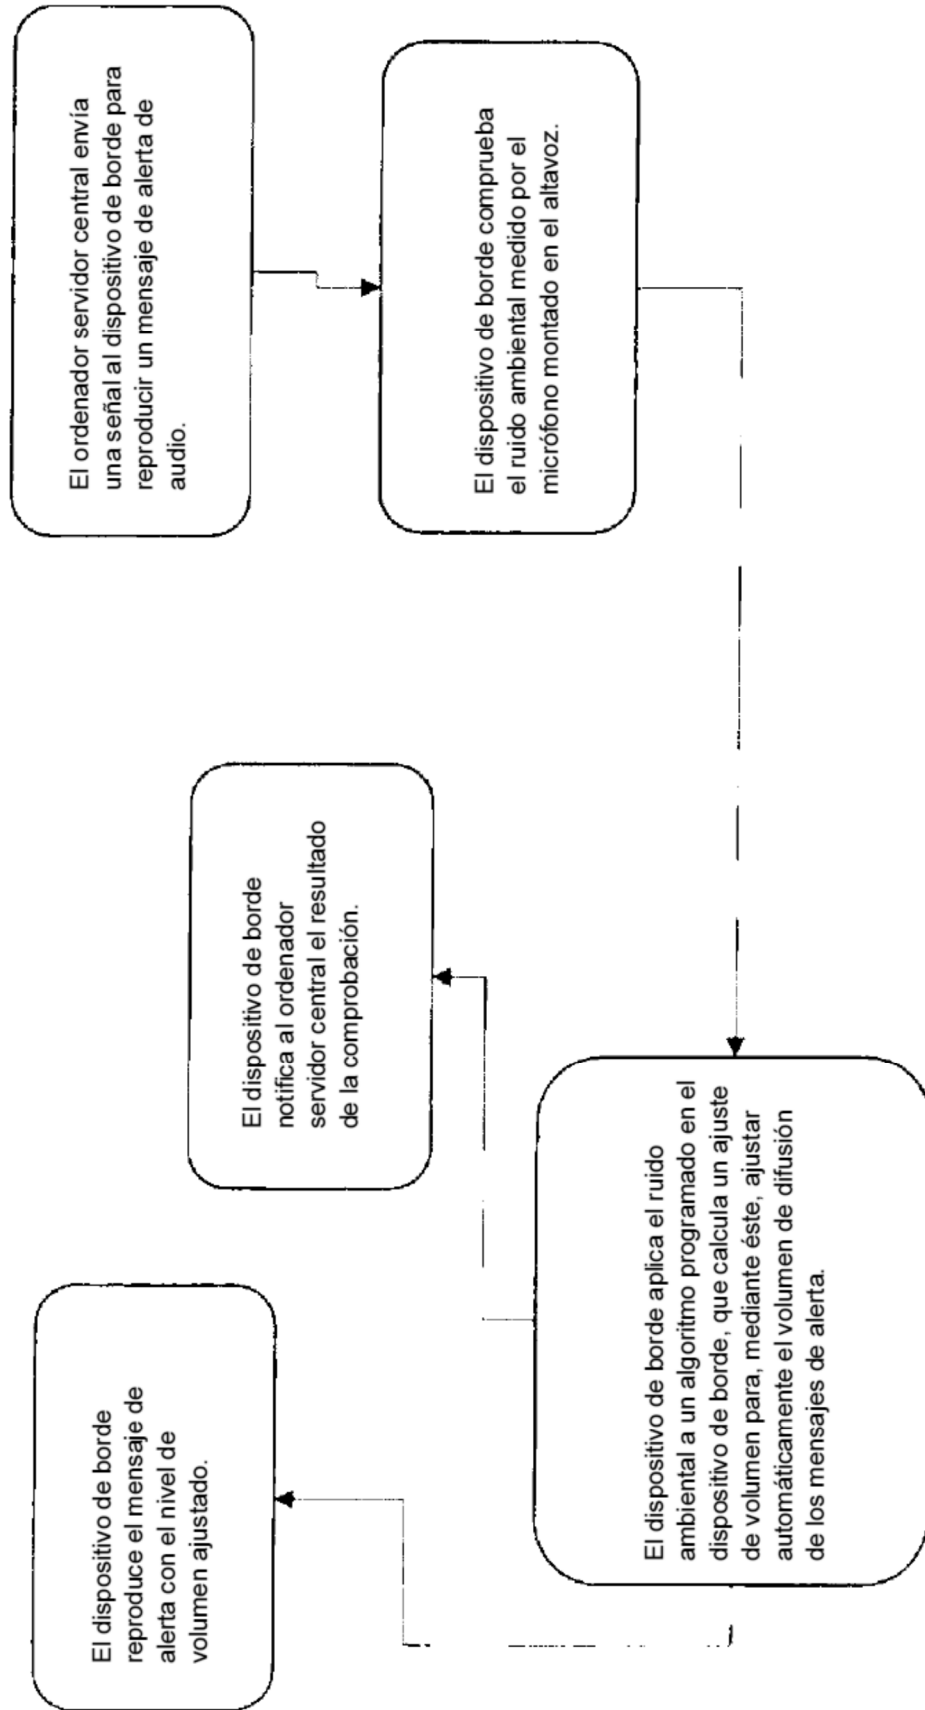 El ordenador servidor central envía
una señal al dispositivo de borde para
reproducir un mensaje de alerta de
audio.
El dispositivo de borde comprueba
el ruido ambiental medido por el
micrófono montado en el altavoz.
El dispositivo de borde aplica el ruido
ambiental a un algoritmo programado en el
dispositivo de borde, que calcula un ajuste
de volumen para, mediante éste, ajustar
automáticamente el volumen de difusión
de los mensajes de alerta.
El dispositivo de borde
notifica al ordenador
servidor central el resultado
de la comprobación.
El dispositivo de borde
reproduce el mensaje de
alerta con el nivel de
volumen ajustado.